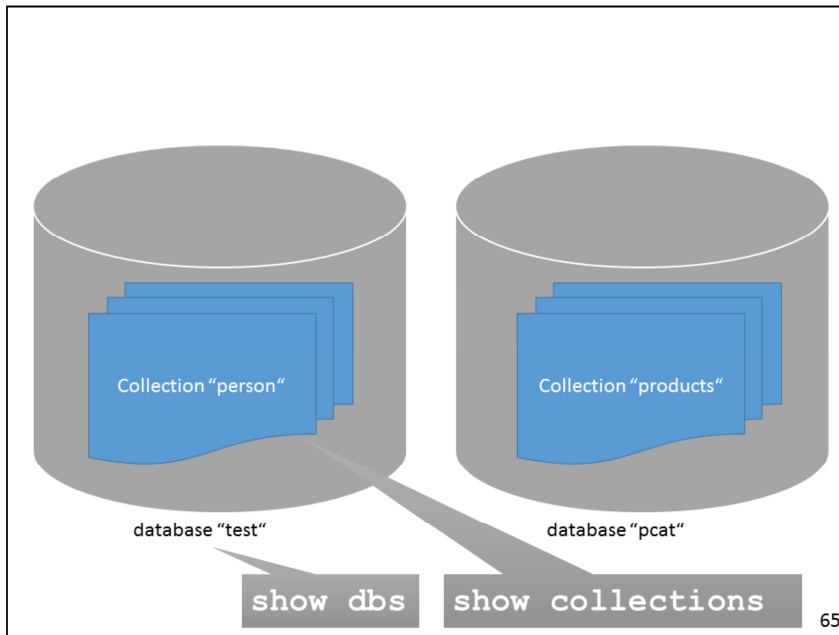 Collection “person“
Collection “products“
database “test“
database “pcat“
show dbs
show collections
65